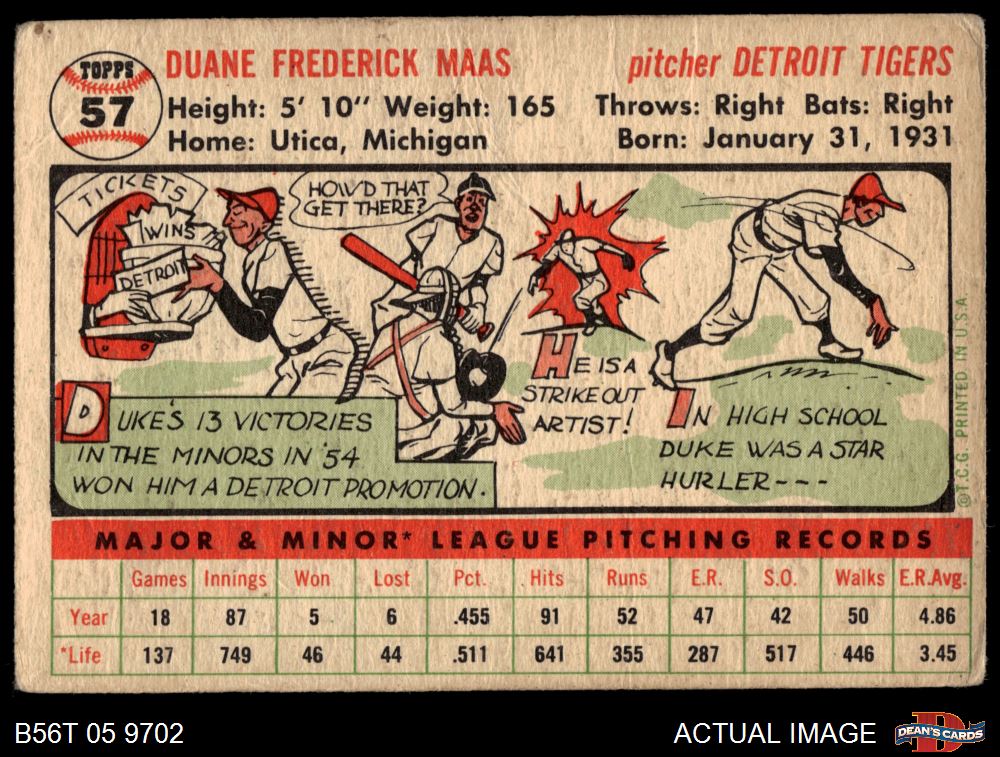 TOPPS
57
DUANE FREDERICK MAAS
pitcher DETROIT TIGERS
Height: 5' 10" Weight: 165
Throws: Right Bats: Right
Home: Utica, Michigan
Born: January 31, 1931
TICKETS
WINS
DETROIT
HOW'D THAT
GET THERE?
DUKE'S 13 VICTORIES
IN THE MINORS IN '54
WON HIM A DETROIT PROMOTION.
HE IS A
STRIKE OUT
ARTIST!
IN HIGH SCHOOL
DUKE WAS A STAR
HURLER---
©T.C.G. PRINTED IN U.S.A.
MAJOR & MINOR* LEAGUE PITCHING RECORDS
Games Innings Won Lost Pct. Hits Runs E.R. S.O. Walks E.R.Avg.
Year 18 87 5 6 .455 91 52 47 42 50 4.86
*Life 137 749 46 44 .511 641 355 287 517 446 3.45
B56T 05 9702
ACTUAL IMAGE
D
DEAN'S CARDS